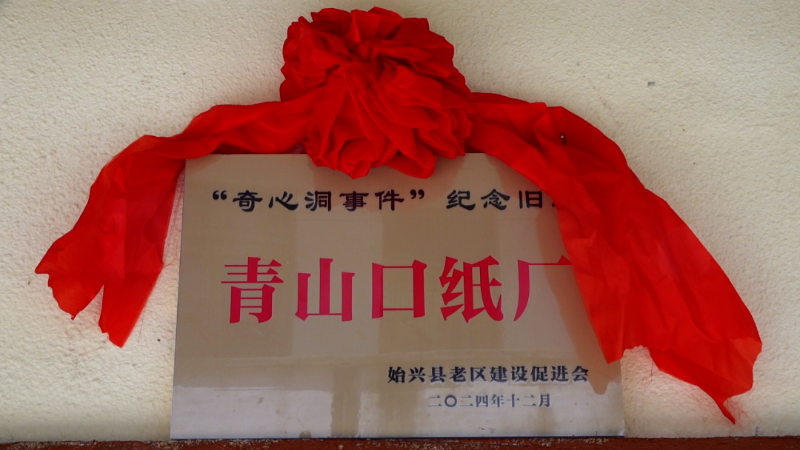 “奇心洞事件”纪念旧
青山口纸厂
始兴县老区建设促进会
二〇二四年十二月